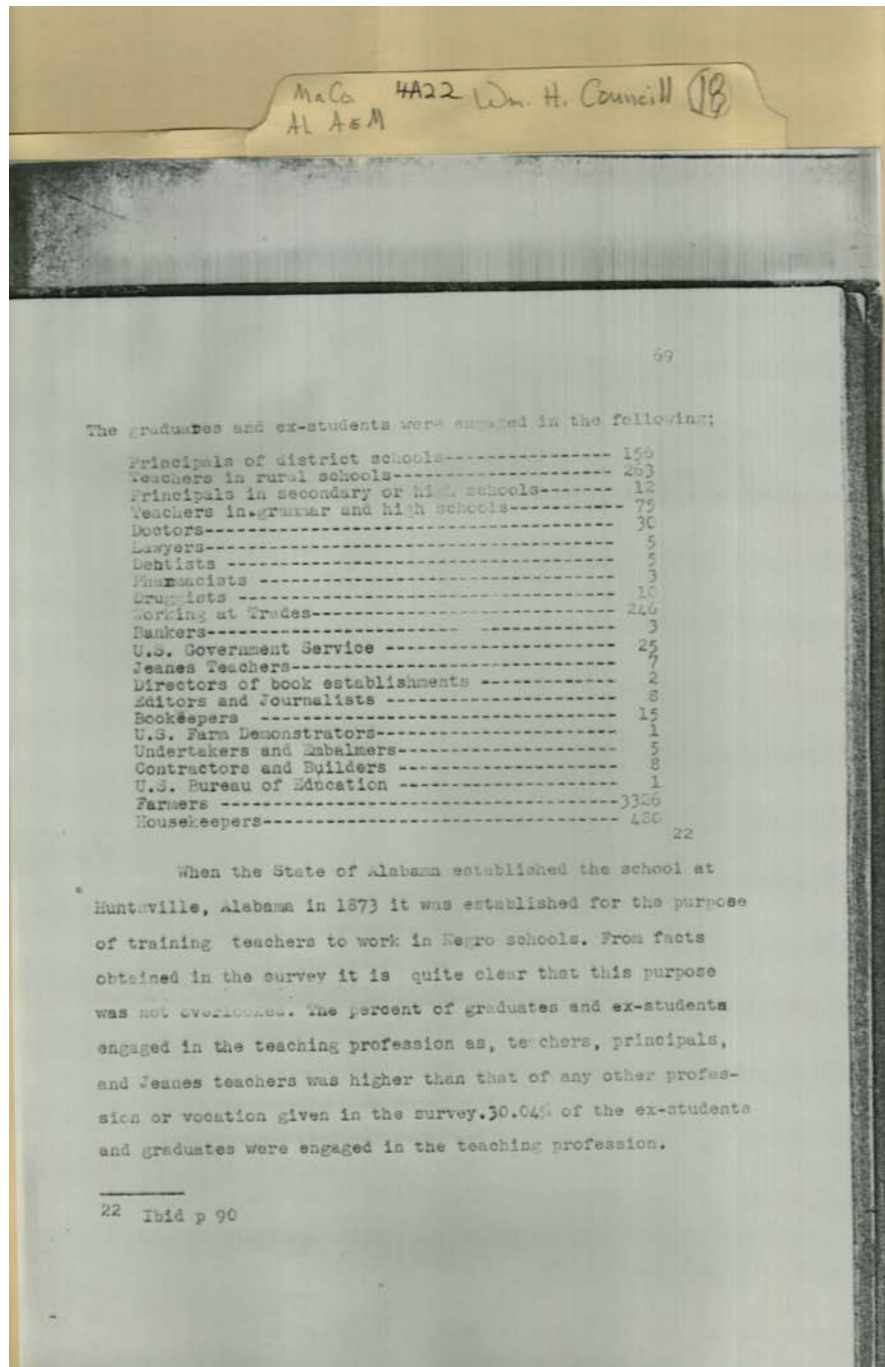 MaCo 4A22 Wm. H. Councill 18
AL A&M
69
The graduates and ex-students were engaged in the following;
Principals of district schools---------------- 156
Teachers in rural schools--------------------- 263
Principals in secondary or high schools------- 12
Teachers in.grammar and high schools----------- 75
Doctors--------------------------------------- 30
Lawyers--------------------------------------- 5
Debtists ------------------------------------- 5
Pharmacists ---------------------------------- 3
Druggists ------------------------------------ 10
Working at Trades----------------------------- 246
Bankers------------------------ ------------- 3
U.S. Government Service ---------------------- 25
Jeanes Teachers------------------------------- 7
Directors of book establishments ------------- 2
Editors and Journalists ---------------------- 8
Bookeepers ---------------------------------- 15
U.S. Farm Demonstrators----------------------- 1
Undertakers and Embalmers--------------------- 5
Contractors and Builders --------------------- 8
U.S. Bureau of Education --------------------- 1
Farmers --------------------------------------3326
Housekeepers---------------------------------- 480
22
When the State of Alabama established the school at
Huntsville, Alabama in 1873 it was established for the purpose
of training teachers to work in Negro schools. From facts
obtained in the survey it is quite clear that this purpose
was not overlooked. The percent of graduates and ex-students
engaged in the teaching profession as, teachers, principals,
and Jeanes teachers was higher than that of any other profes-
sion or vocation given in the survey.30.04% of the ex-students
and graduates were engaged in the teaching profession.
22 Ibid p 90